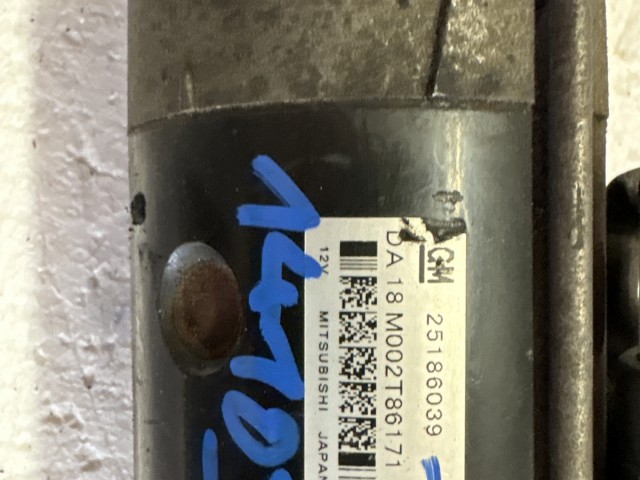 GM 25186039
DA 18 M002T86171
12V MITSUBISHI JAPAN